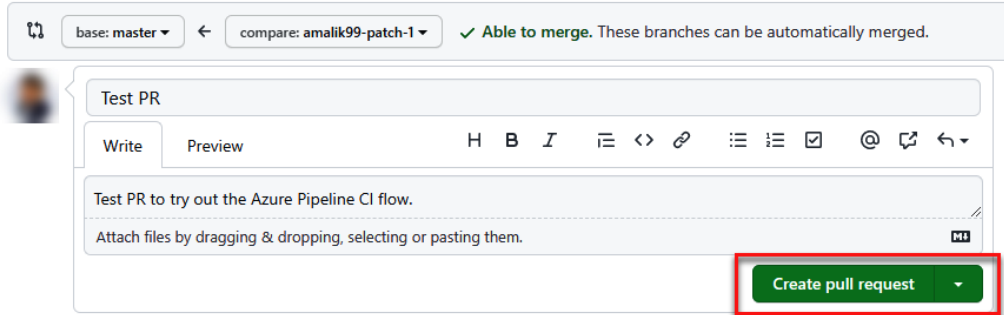 base: master compare: amalik99-patch-1 Able to merge. These branches can be automatically merged.
Test PR
Write Preview H B I @
Test PR to try out the Azure Pipeline CI flow.
Attach files by dragging & dropping, selecting or pasting them. M↓
Create pull request